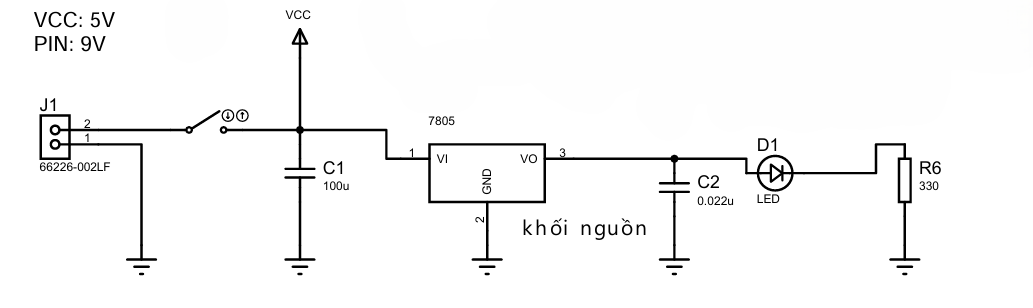 VCC: 5V
PIN: 9V
VCC
J1
2
1
66226-002LF
C1
100u
7805
1
VI
VO
3
GND
2
khối nguồn
C2
0.022u
D1
LED
R6
330